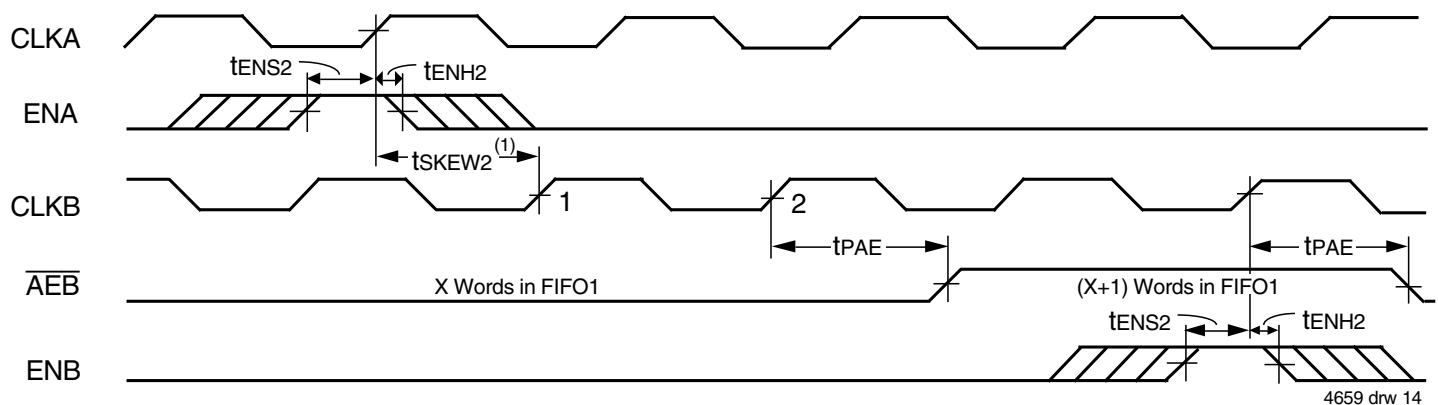 CLKA
tENS2
tENH2
ENA
tSKEW2(1)
CLKB
1
2
tPAE
tPAE
AEB
X Words in FIFO1
(X+1) Words in FIFO1
tENS2
tENH2
ENB
4659 drw 14